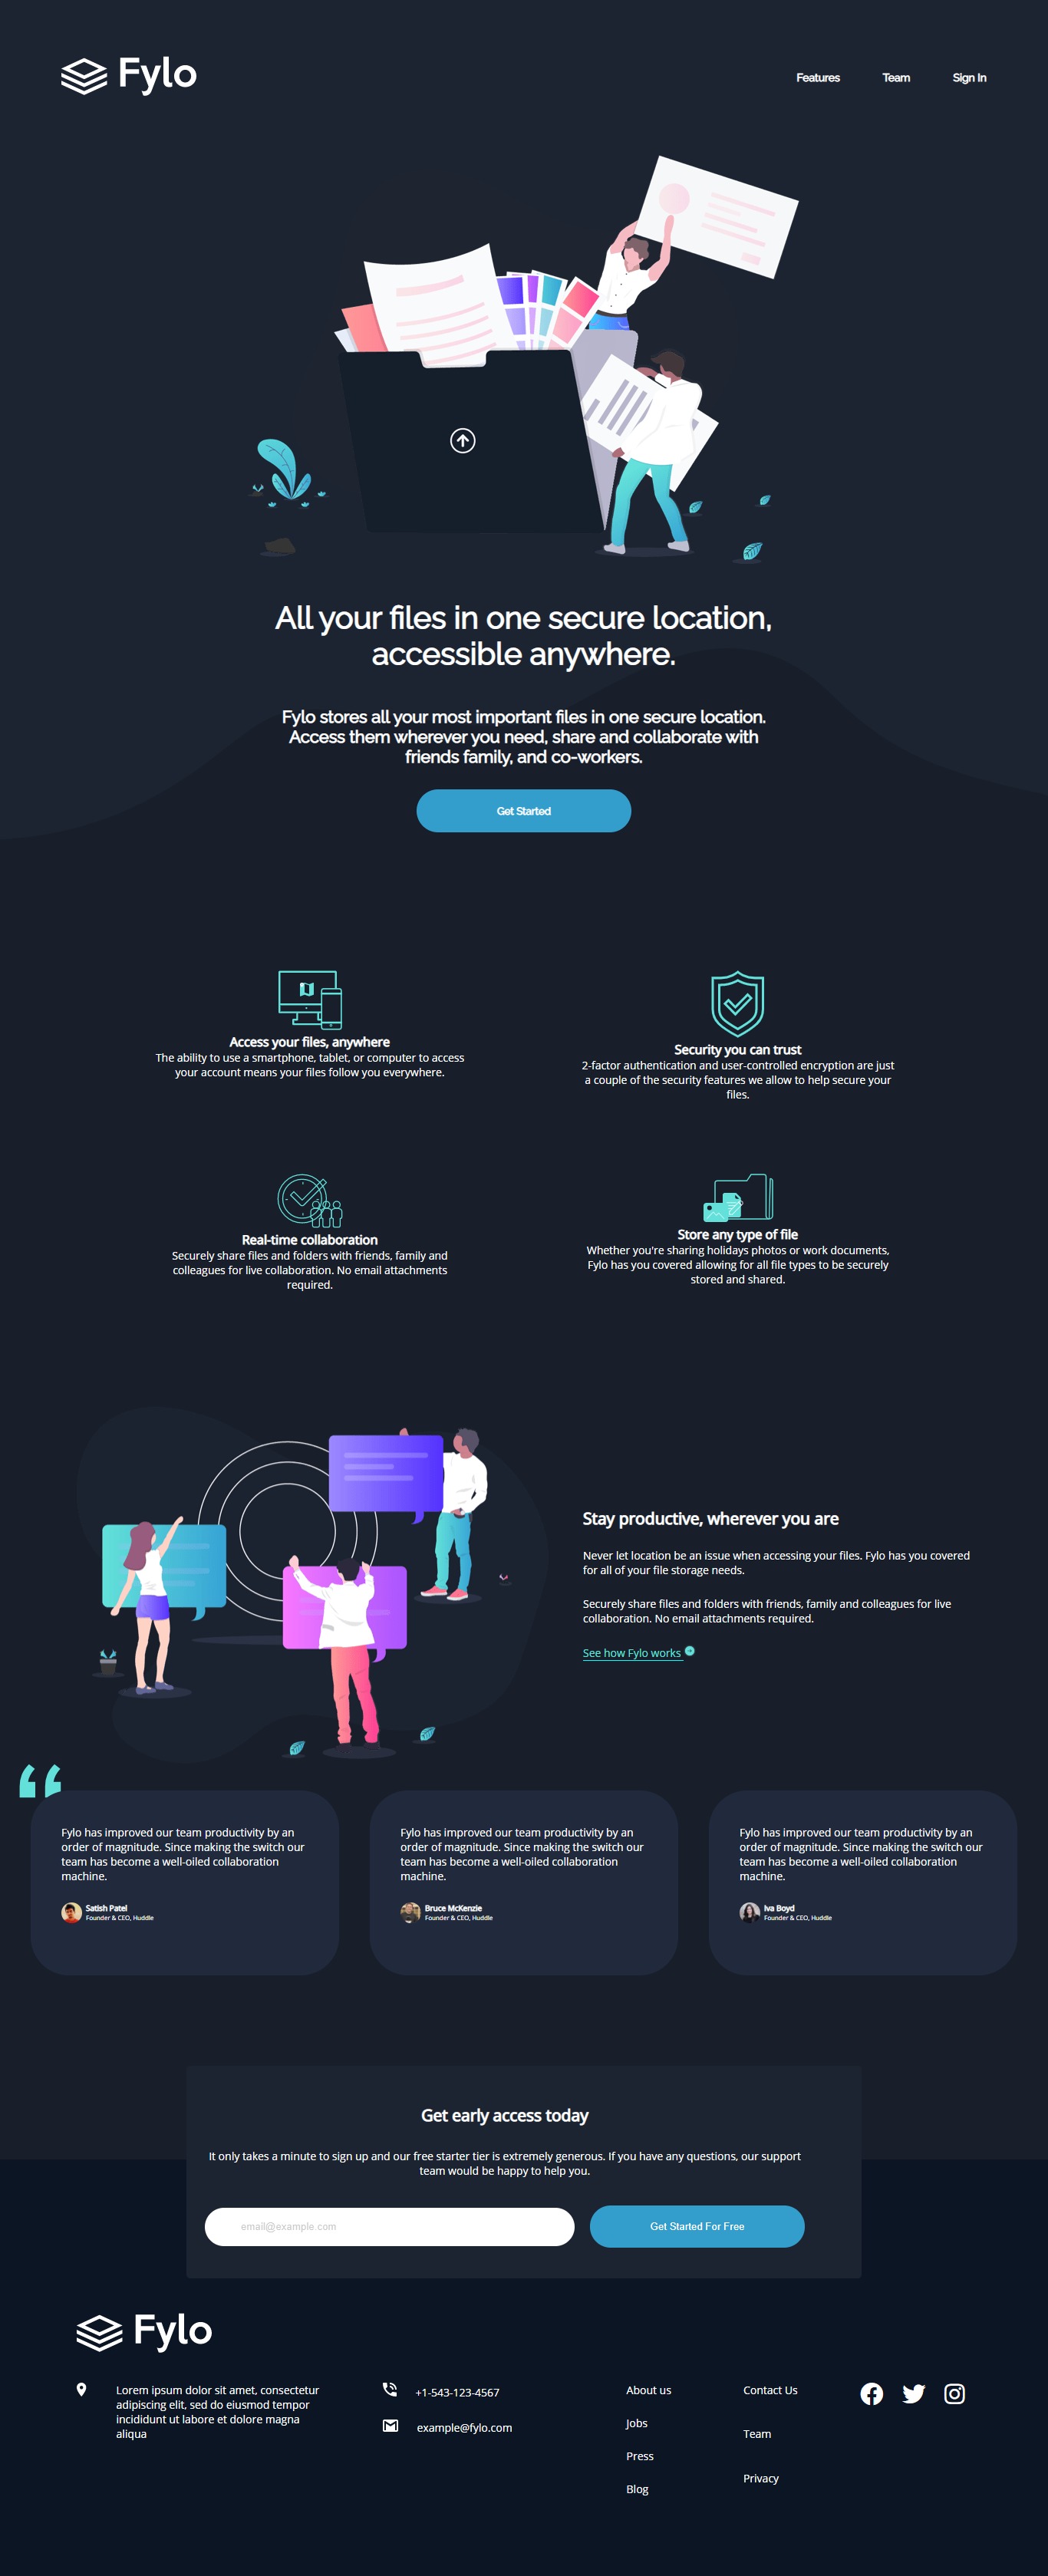 Fylo
Features
Team
Sign In
All your files in one secure location,
accessible anywhere.
Fylo stores all your most important files in one secure location.
Access them wherever you need, share and collaborate with
friends family, and co-workers.
Get Started
Access your files, anywhere
The ability to use a smartphone, tablet, or computer to access
your account means your files follow you everywhere.
Security you can trust
2-factor authentication and user-controlled encryption are just
a couple of the security features we allow to help secure your
files.
Real-time collaboration
Securely share files and folders with friends, family and
colleagues for live collaboration. No email attachments
required.
Store any type of file
Whether you're sharing holidays photos or work documents,
Fylo has you covered allowing for all file types to be securely
stored and shared.
Stay productive, wherever you are
Never let location be an issue when accessing your files. Fylo has you covered
for all of your file storage needs.
Securely share files and folders with friends, family and colleagues for live
collaboration. No email attachments required.
See how Fylo works
Fylo has improved our team productivity by an
order of magnitude. Since making the switch our
team has become a well-oiled collaboration
machine.
Satish Patel
Founder & CEO, Huddle
Fylo has improved our team productivity by an
order of magnitude. Since making the switch our
team has become a well-oiled collaboration
machine.
Bruce McKenzie
Founder & CEO, Huddle
Fylo has improved our team productivity by an
order of magnitude. Since making the switch our
team has become a well-oiled collaboration
machine.
Iva Boyd
Founder & CEO, Huddle
Get early access today
It only takes a minute to sign up and our free starter tier is extremely generous. If you have any questions, our support
team would be happy to help you.
email@example.com
Get Started For Free
Fylo
Lorem ipsum dolor sit amet, consectetur
adipiscing elit, sed do eiusmod tempor
incididunt ut labore et dolore magna
aliqua
+1-543-123-4567
example@fylo.com
About us
Jobs
Press
Blog
Contact Us
Team
Privacy